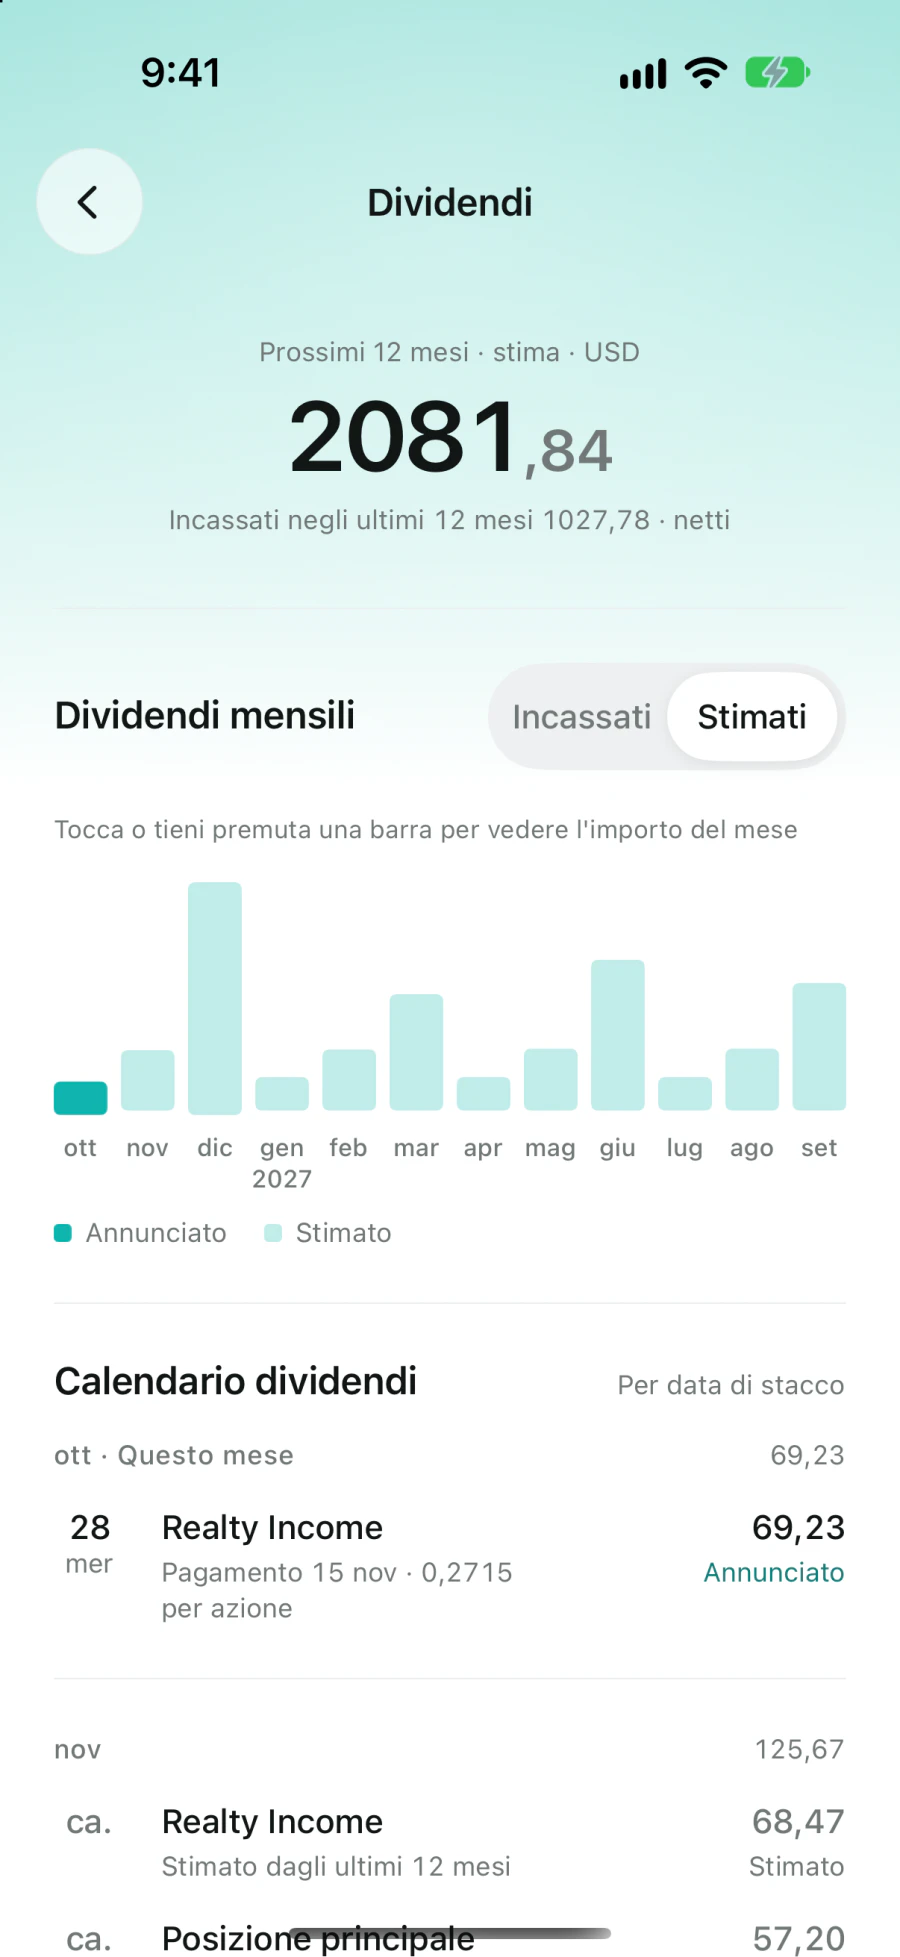 9:41
Dividendi
Prossimi 12 mesi · stima · USD
2081,84
Incassati negli ultimi 12 mesi 1027,78 · netti
Dividendi mensili
Incassati
Stimati
Tocca o tieni premuta una barra per vedere l'importo del mese
ott nov dic gen feb mar apr mag giu lug ago set
2027
Annunciato Stimato
Calendario dividendi
Per data di stacco
ott · Questo mese
69,23
28
mer
Realty Income
Pagamento 15 nov · 0,2715
per azione
69,23
Annunciato
nov
125,67
ca.
Realty Income
Stimato dagli ultimi 12 mesi
68,47
Stimato
ca.
Posizione principale
57,20